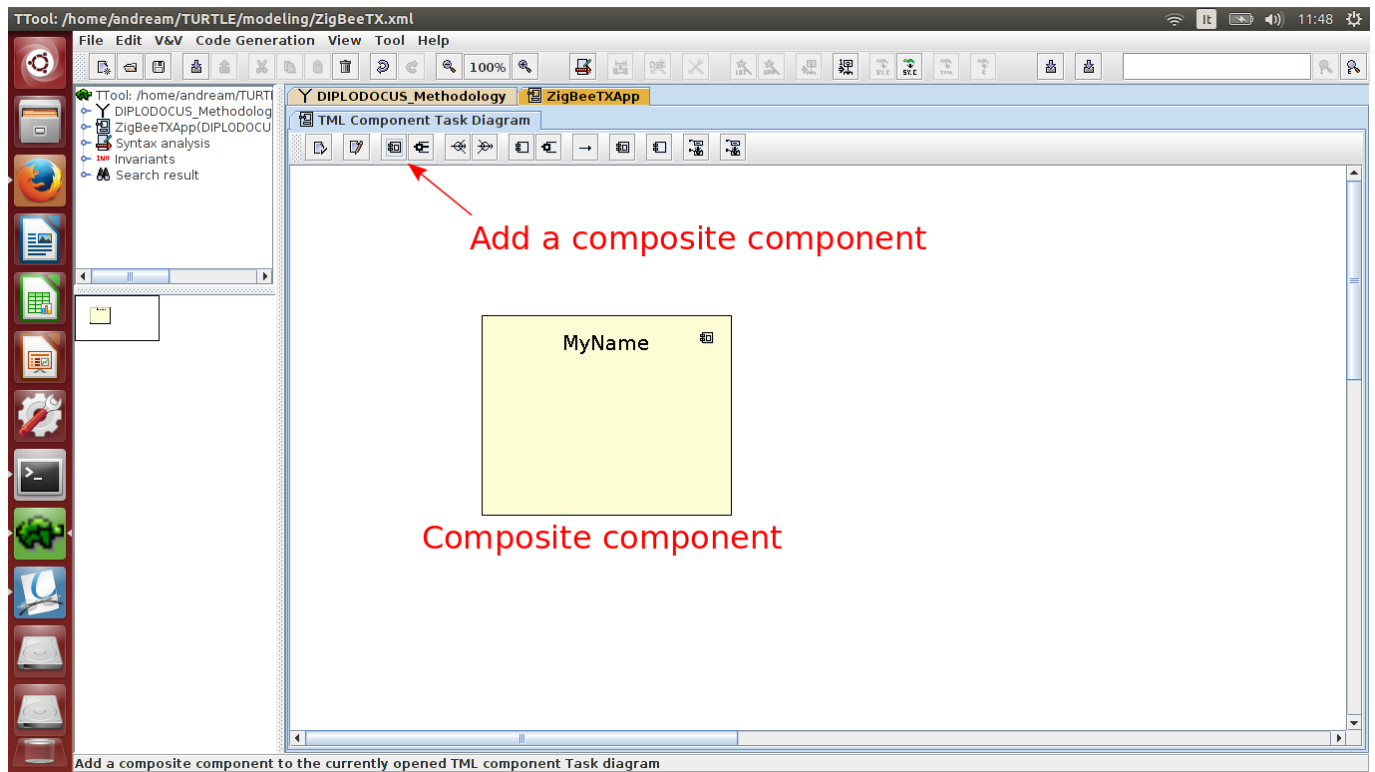 TTool: /home/andream/TURTLE/modeling/ZigBeeTX.xml
It
11:48
File Edit V&V Code Generation View Tool Help
100%
TTool: /home/andream/TURTL
DIPLODOCUS_Methodolog
ZigBeeTXApp(DIPLODOCU
Syntax analysis
INV Invariants
Search result
DIPLODOCUS_Methodology
ZigBeeTXApp
TML Component Task Diagram
Add a composite component
MyName
Composite component
Add a composite component to the currently opened TML component Task diagram